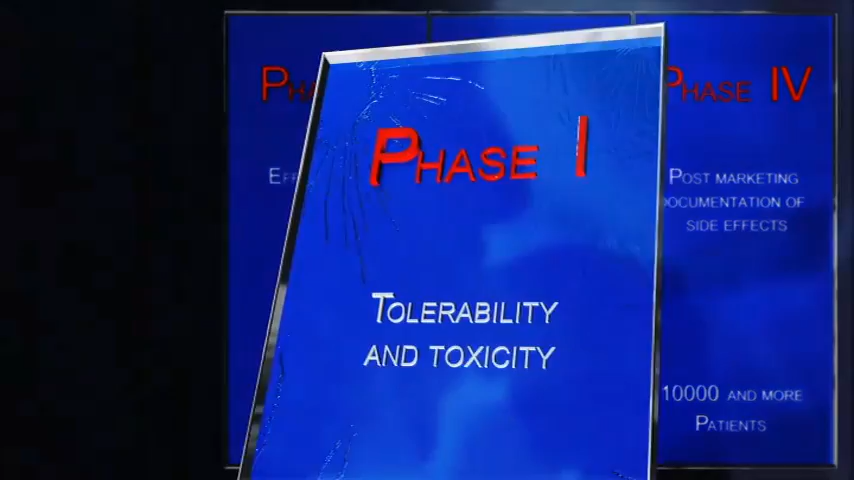 Phase I
Tolerability
and toxicity
Phase IV
Post marketing
documentation of
side effects
10000 and more
Patients